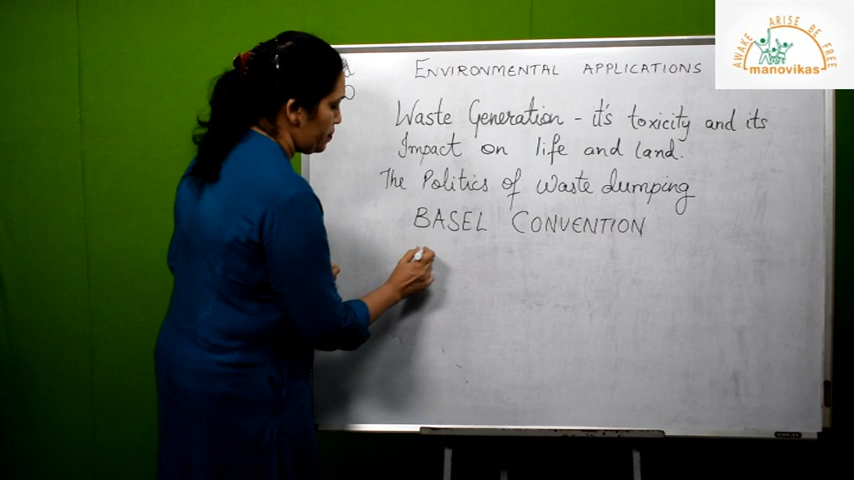 AWAKE ARISE BE FREE
manovikas
ENVIRONMENTAL APPLICATIONS
Waste Generation - it's toxicity and its
Impact on life and land.
The Politics of Waste dumping
BASEL CONVENTION